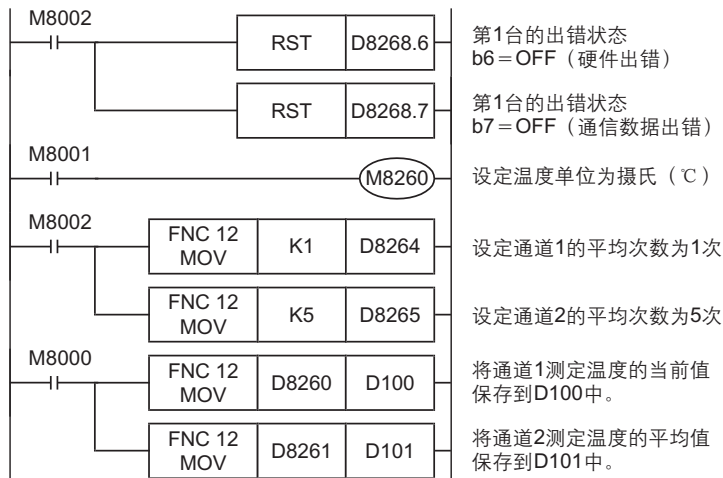 M8002
RST D8268.6 第1台的出错状态
b6＝OFF（硬件出错）
RST D8268.7 第1台的出错状态
b7＝OFF（通信数据出错）
M8001
M8260 设定温度单位为摄氏（℃）
M8002
FNC 12
MOV K1 D8264 设定通道1的平均次数为1次
FNC 12
MOV K5 D8265 设定通道2的平均次数为5次
M8000
FNC 12
MOV D8260 D100 将通道1测定温度的当前值
保存到D100中。
FNC 12
MOV D8261 D101 将通道2测定温度的平均值
保存到D101中。